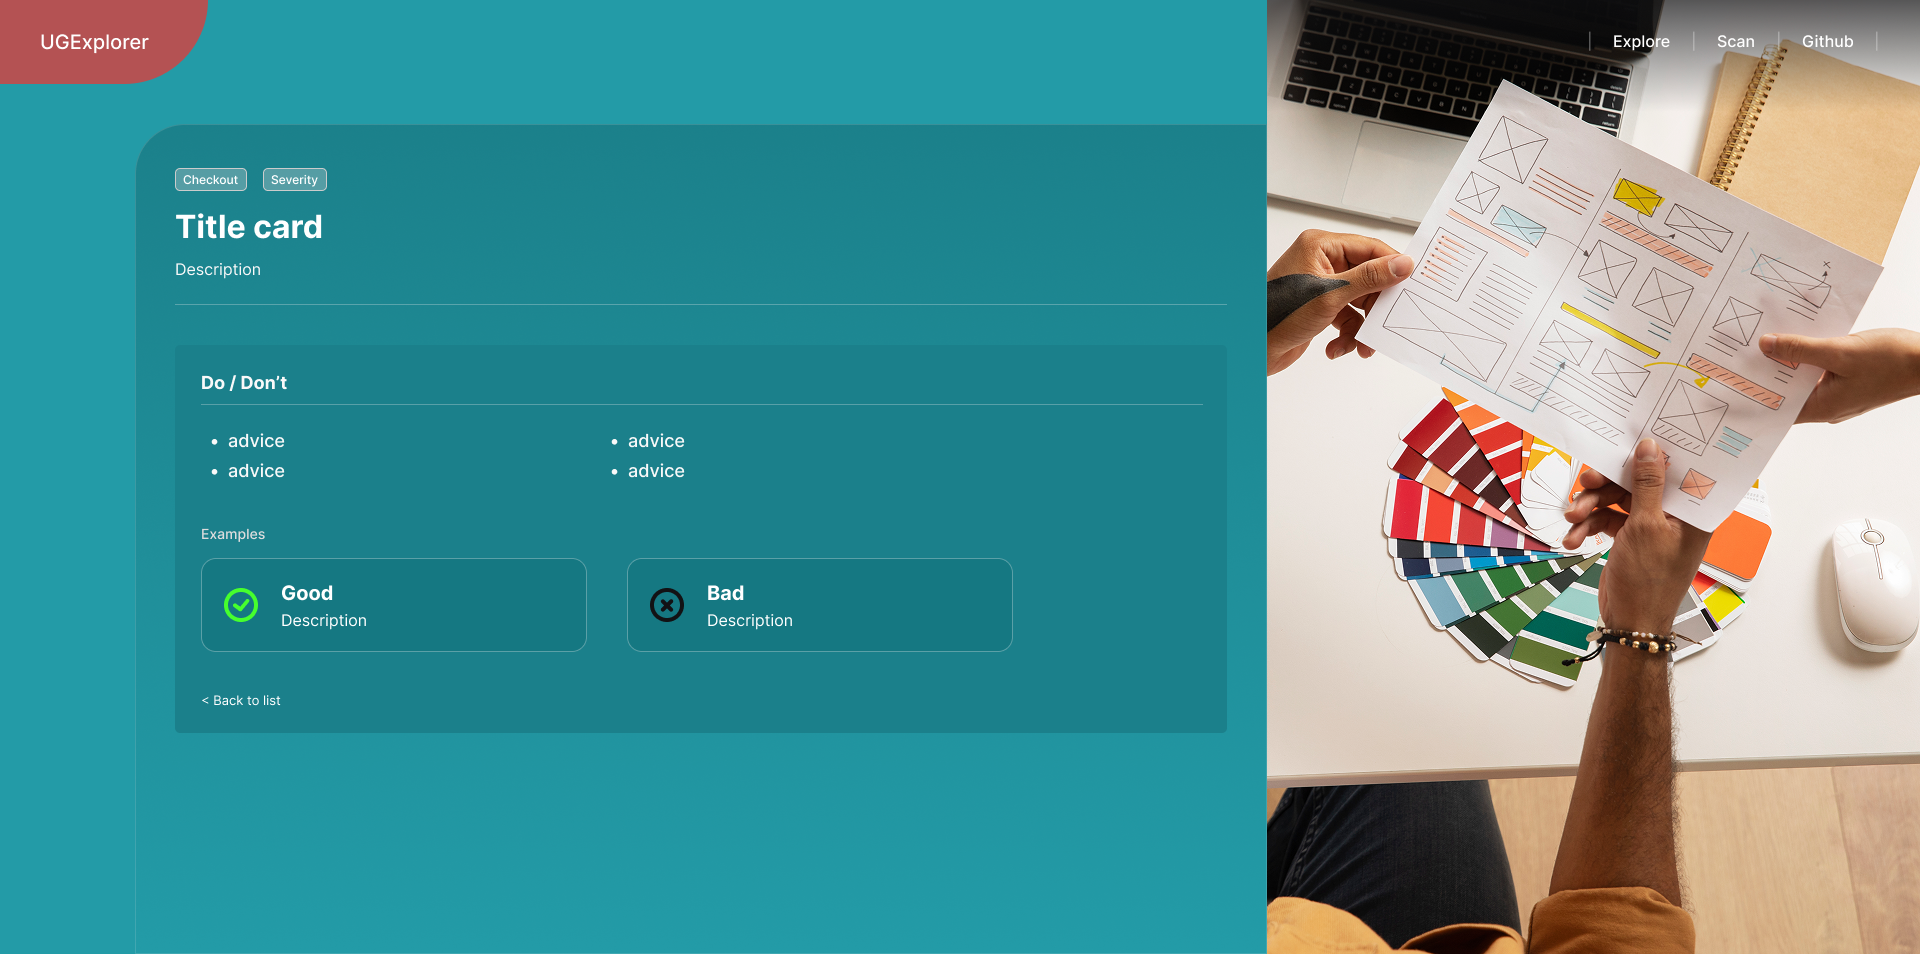 UGExplorer
Explore
Scan
Github
Checkout
Severity
Title card
Description
Do / Don’t
• advice
• advice
• advice
• advice
Examples
Good
Description
Bad
Description
< Back to list